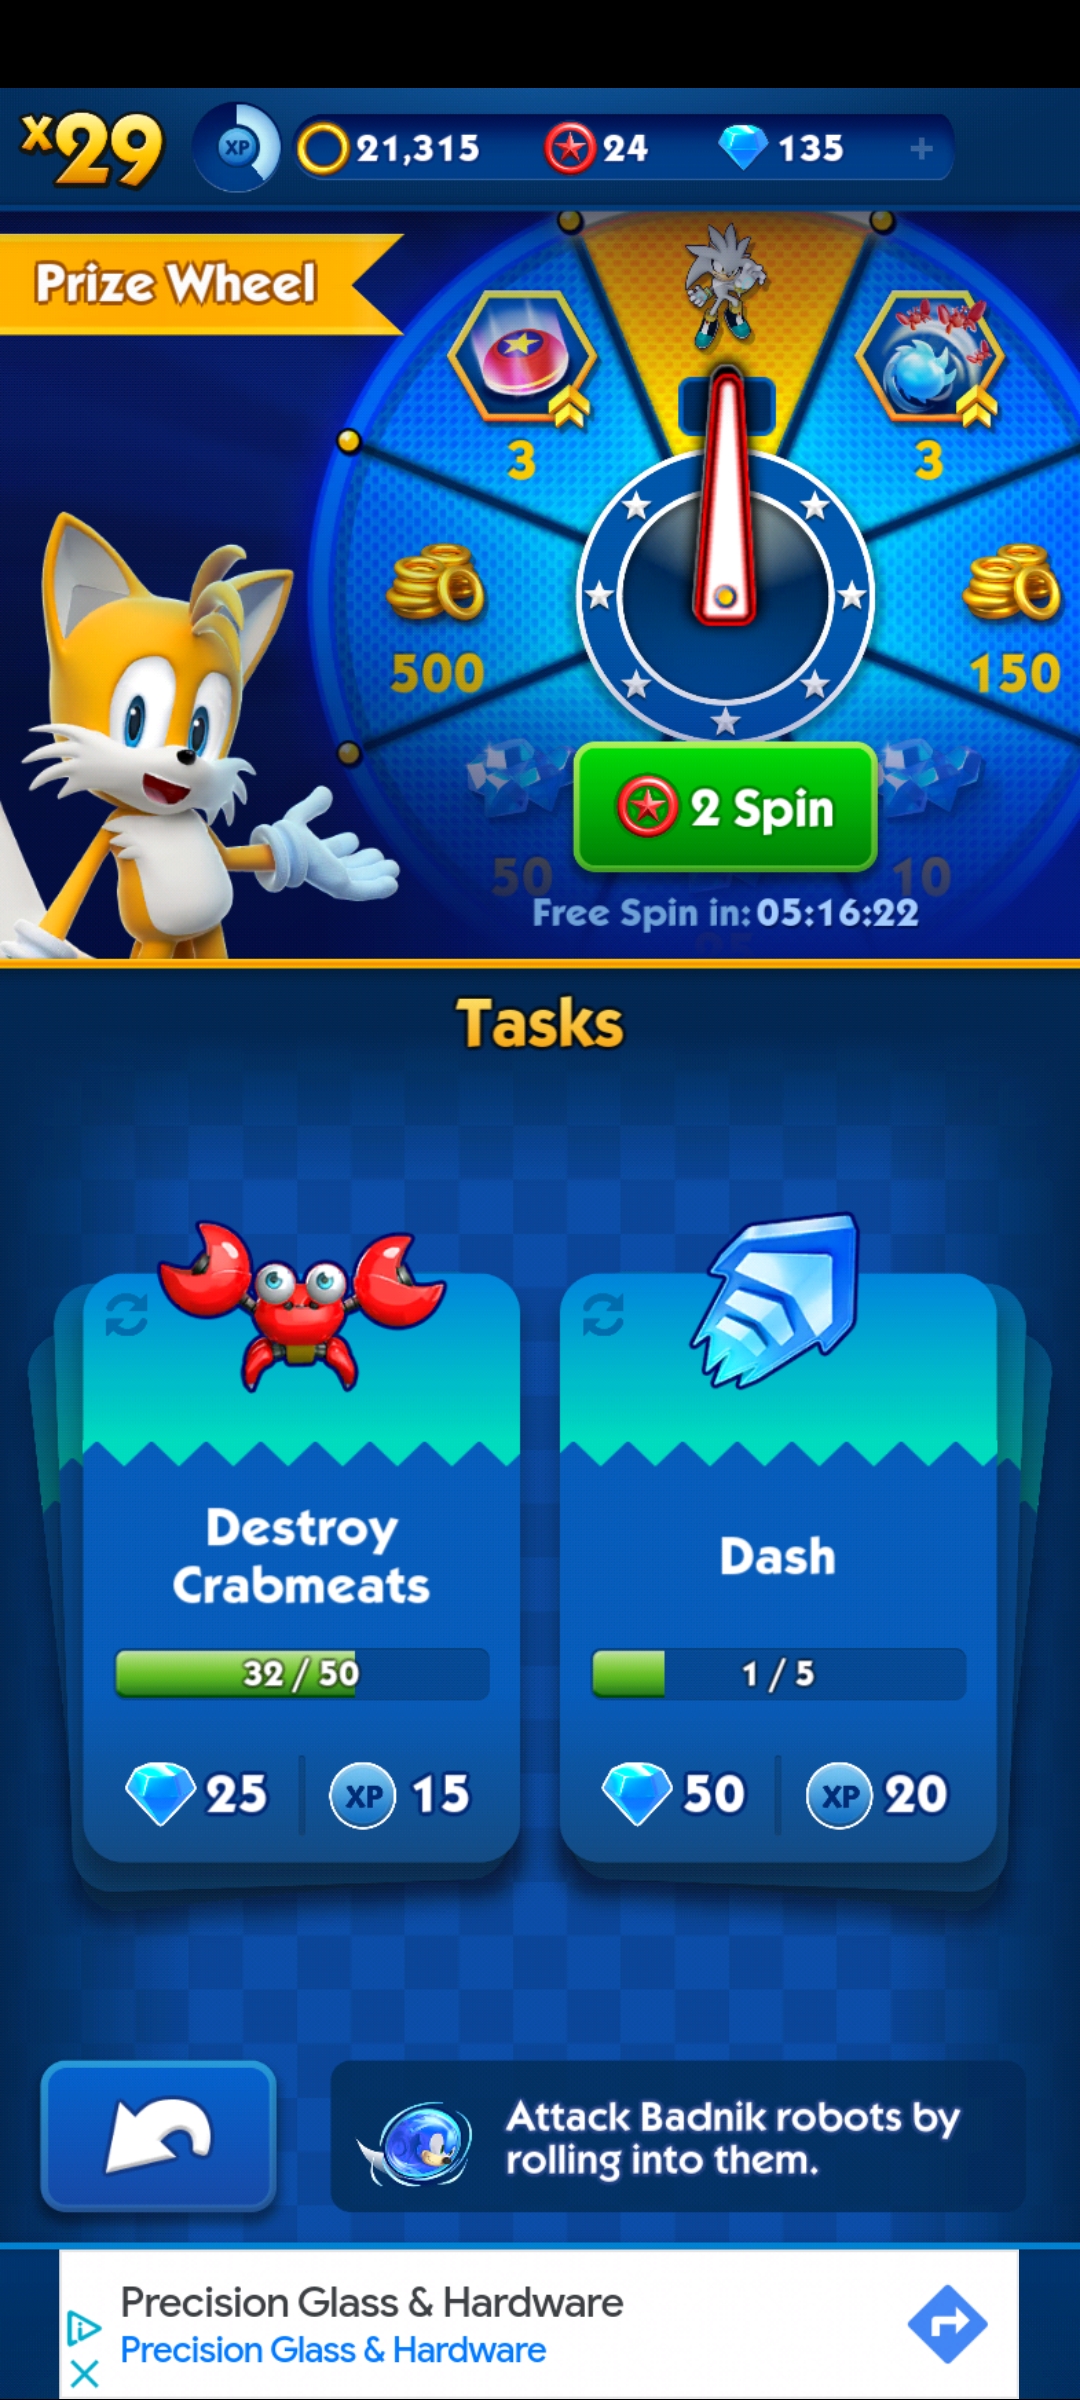 x29
XP
21,315
24
135
+
Prize Wheel
3
3
500
150
2 Spin
50
10
Free Spin in: 05:16:22
25
Tasks
Destroy
Crabmeats
32 / 50
25
XP
15
Dash
1 / 5
50
XP
20
Attack Badnik robots by
rolling into them.
Precision Glass & Hardware
Precision Glass & Hardware